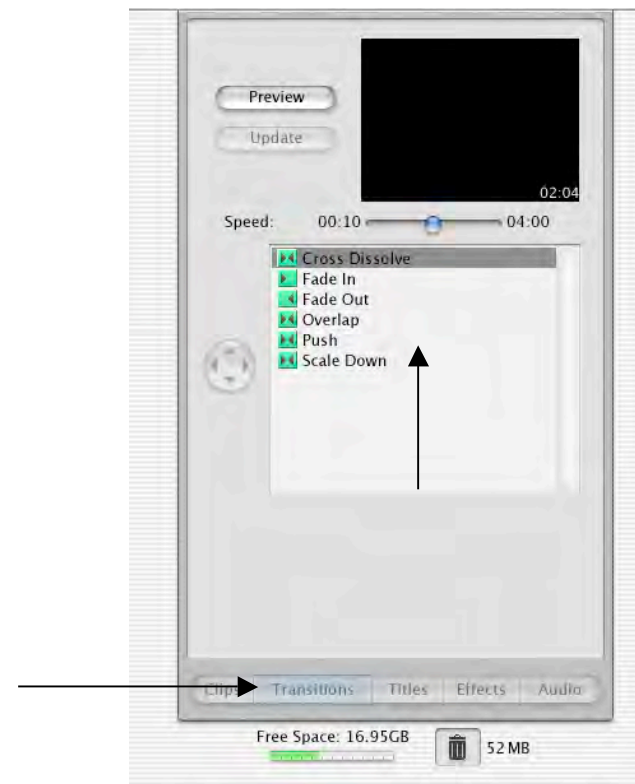 Preview
Update
02:04
Speed: 00:10 04:00
Cross Dissolve
Fade In
Fade Out
Overlap
Push
Scale Down
Clips Transitions Titles Effects Audio
Free Space: 16.95GB
52 MB